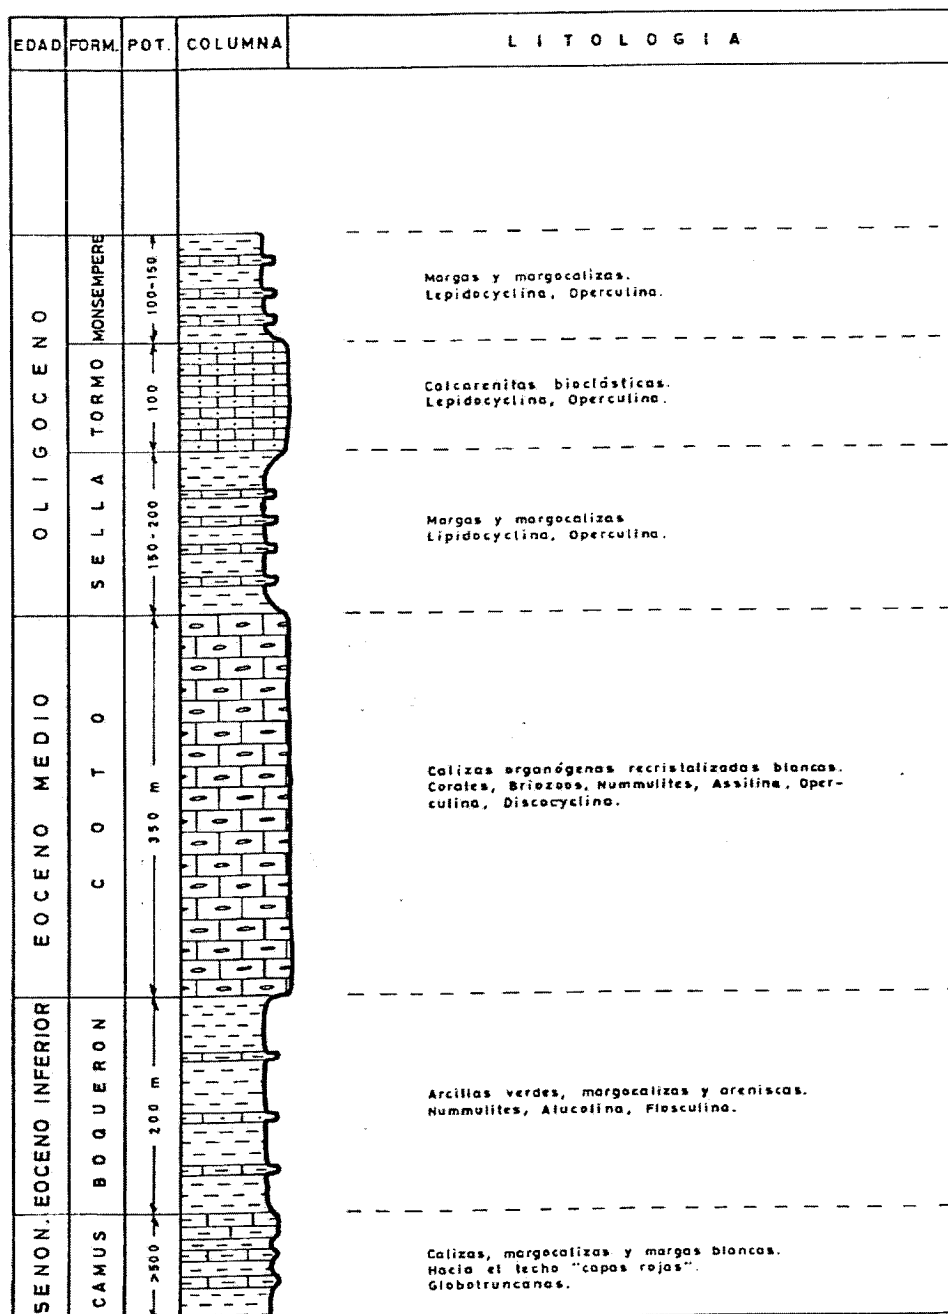 EDAD FORM. POT. COLUMNA LITOLOGIA
OLIGOCENO
MONSEMPERE
100-150
Margas y margocalizas.
Lepidocyclina, Operculina.
TORMO
100
Calcarenitas bioclásticas.
Lepidocyclina, Operculina.
SELLA
150-200
Margas y margocalizas
Lipidocyclina, Operculina.
EOCENO MEDIO
COTO
350 m
Calizas organógenas recristalizadas blancas.
Corales, Briozoos, Nummulites, Assilina, Oper-
culina, Discocyclina.
EOCENO INFERIOR
BOQUERON
200 m
Arcillas verdes, margocalizas y areniscas.
Nummulites, Alucolina, Flosculina.
SENON.
CAMUS
>500
Calizas, margocalizas y margas blancas.
Hacia el techo "capas rojas".
Globotruncanas.